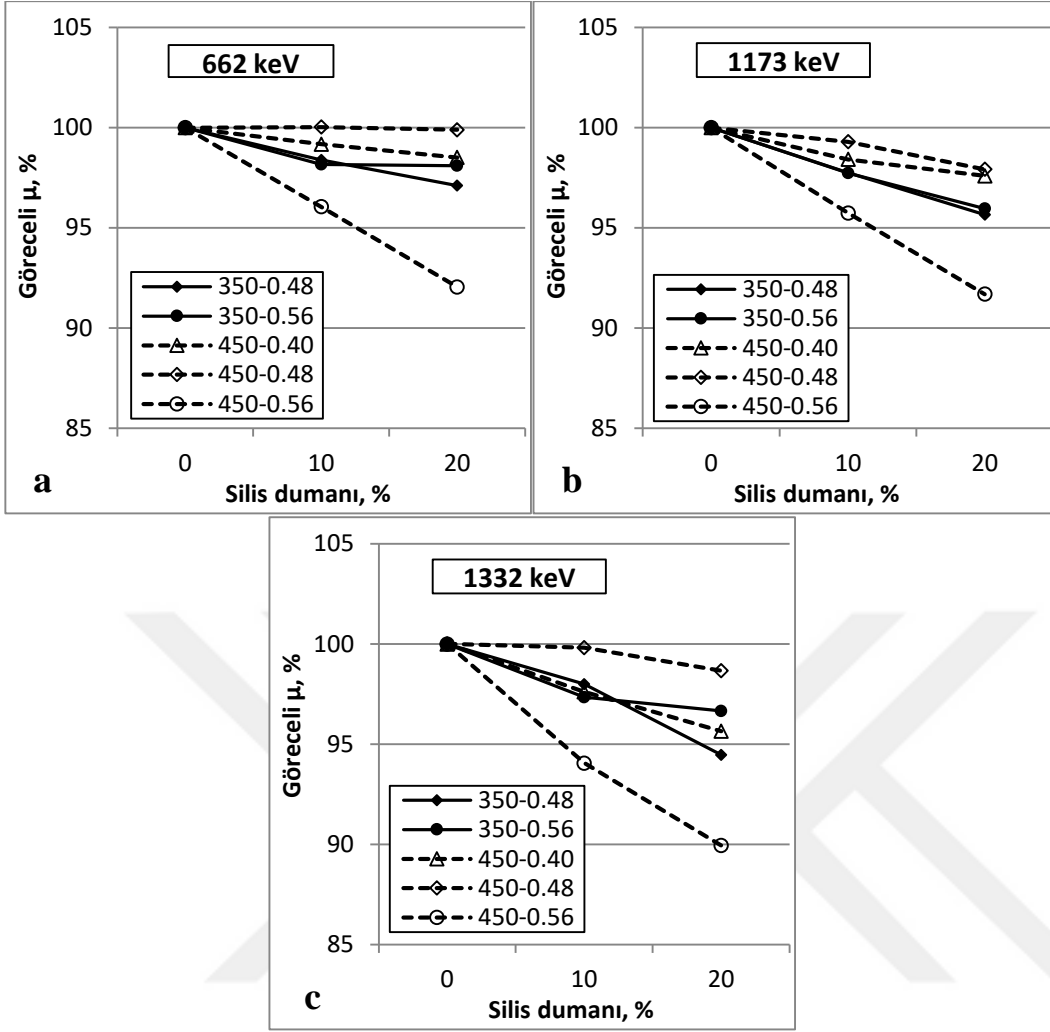 662 keV
Göreceli μ, %
105
100
95
90
85
350-0.48
350-0.56
450-0.40
450-0.48
450-0.56
0 10 20
Silis dumanı, %
a
1173 keV
Göreceli μ, %
105
100
95
90
85
350-0.48
350-0.56
450-0.40
450-0.48
450-0.56
0 10 20
Silis dumanı, %
b
1332 keV
Göreceli μ, %
105
100
95
90
85
350-0.48
350-0.56
450-0.40
450-0.48
450-0.56
0 10 20
Silis dumanı, %
c